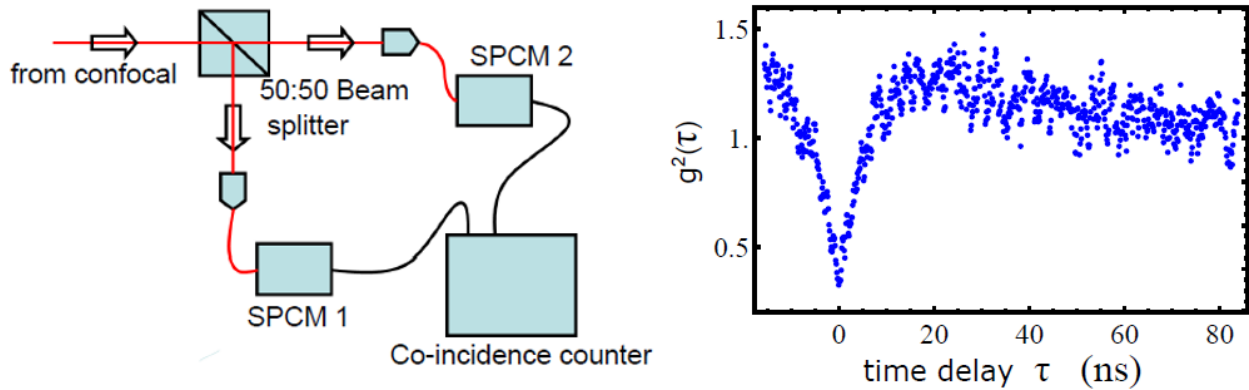 from confocal
50:50 Beam
splitter
SPCM 2
SPCM 1
Co-incidence counter
g²(τ)
1.5
1.
0.5
0 20 40 60 80
time delay τ (ns)